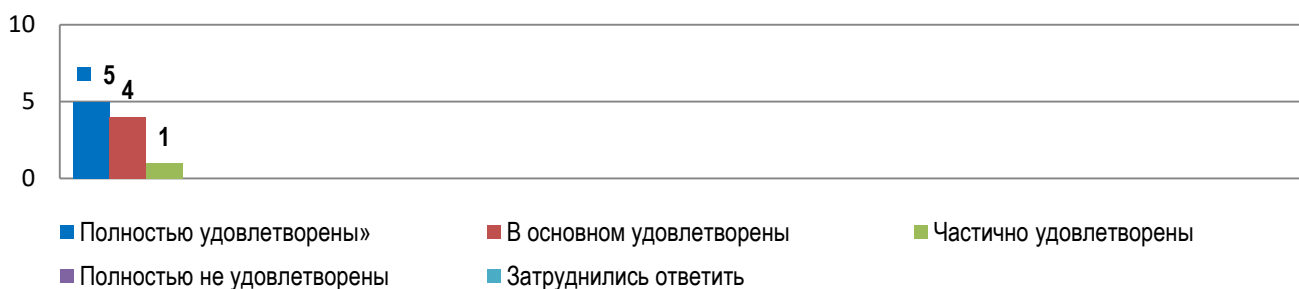 10
5
4
5
1
0
Полностью удовлетворены»
В основном удовлетворены
Частично удовлетворены
Полностью не удовлетворены
Затруднились ответить